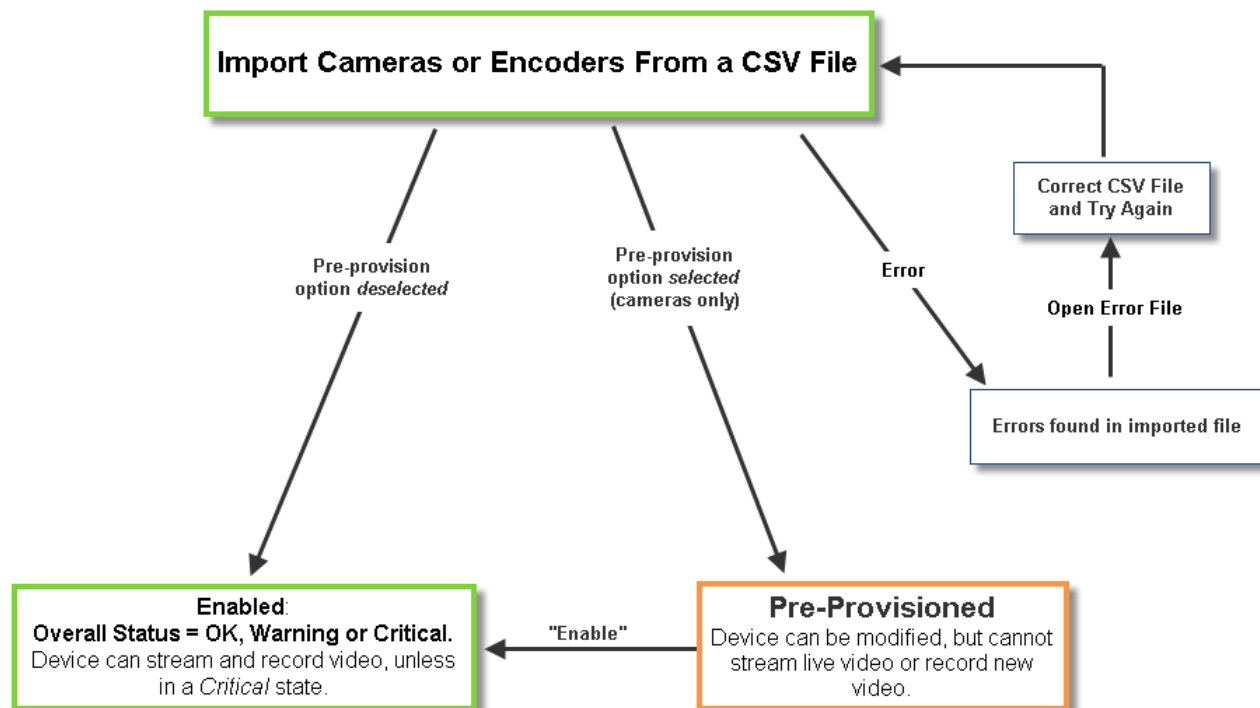 Import Cameras or Encoders From a CSV File
Correct CSV File
and Try Again
Pre-provision
option deselected
Pre-provision
option selected
(cameras only)
Error
Open Error File
Errors found in imported file
Enabled:
Overall Status = OK, Warning or Critical.
Device can stream and record video, unless
in a Critical state.
"Enable"
Pre-Provisioned
Device can be modified, but cannot
stream live video or record new
video.